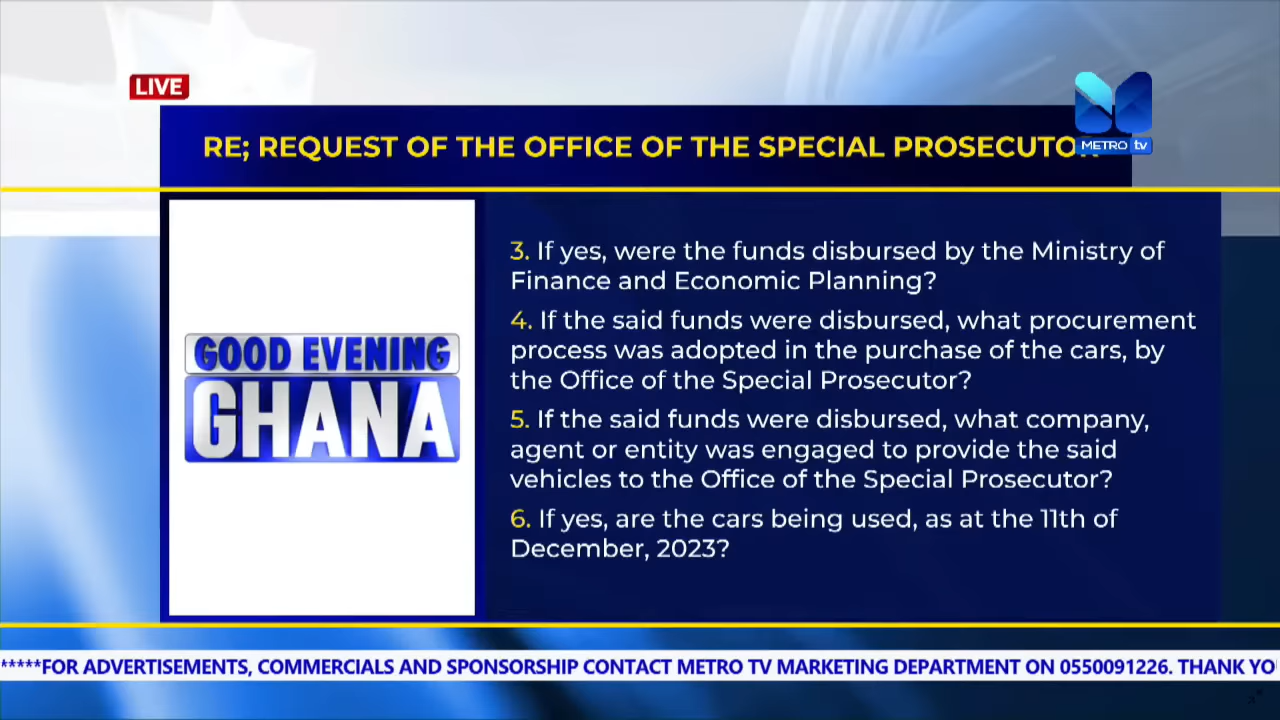 LIVE
RE; REQUEST OF THE OFFICE OF THE SPECIAL PROSECUTOR
METRO tv
3. If yes, were the funds disbursed by the Ministry of
Finance and Economic Planning?
4. If the said funds were disbursed, what procurement
process was adopted in the purchase of the cars, by
the Office of the Special Prosecutor?
5. If the said funds were disbursed, what company,
agent or entity was engaged to provide the said
vehicles to the Office of the Special Prosecutor?
6. If yes, are the cars being used, as at the 11th of
December, 2023?
GOOD EVENING
GHANA
*****FOR ADVERTISEMENTS, COMMERCIALS AND SPONSORSHIP CONTACT METRO TV MARKETING DEPARTMENT ON 0550091226. THANK YO